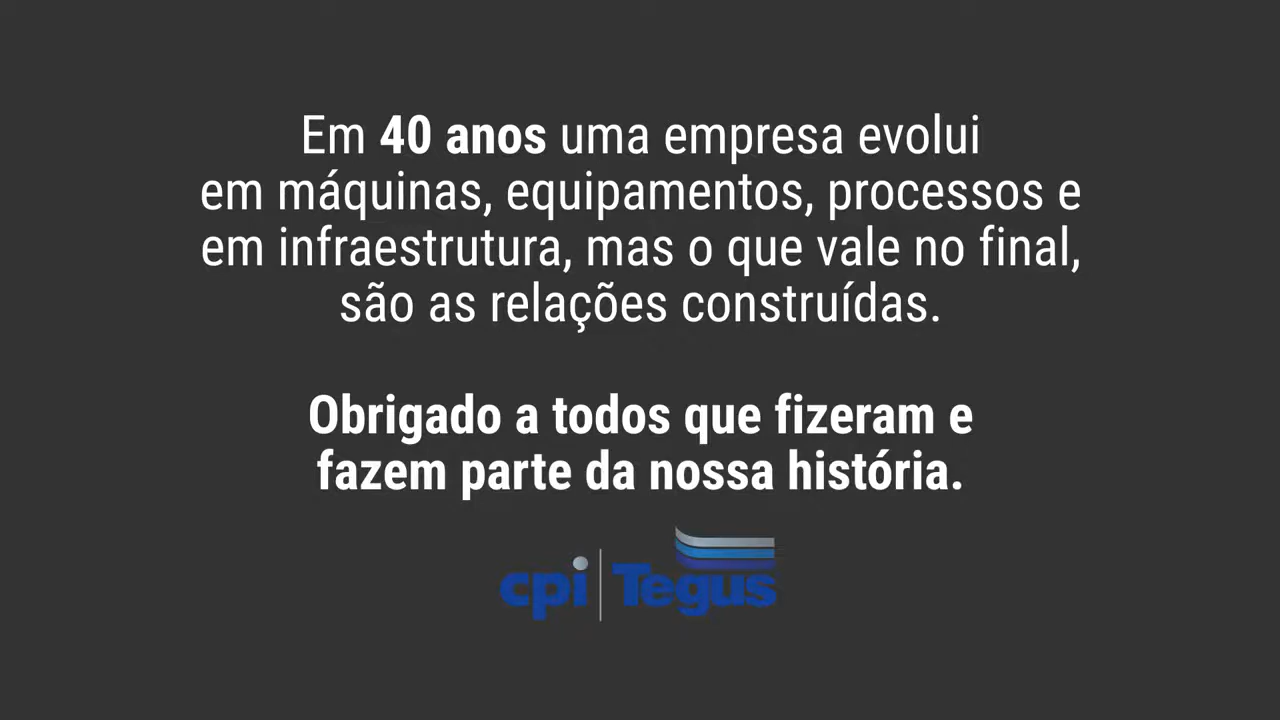 Em 40 anos uma empresa evolui
em máquinas, equipamentos, processos e
em infraestrutura, mas o que vale no final,
são as relações construídas.
Obrigado a todos que fizeram e
fazem parte da nossa história.
cpi Tegus